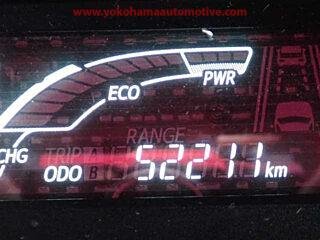 www.yokohamaautomotive.com
PWR
ECO
RANGE
CHG
TRIP A
ODO B 52211 km